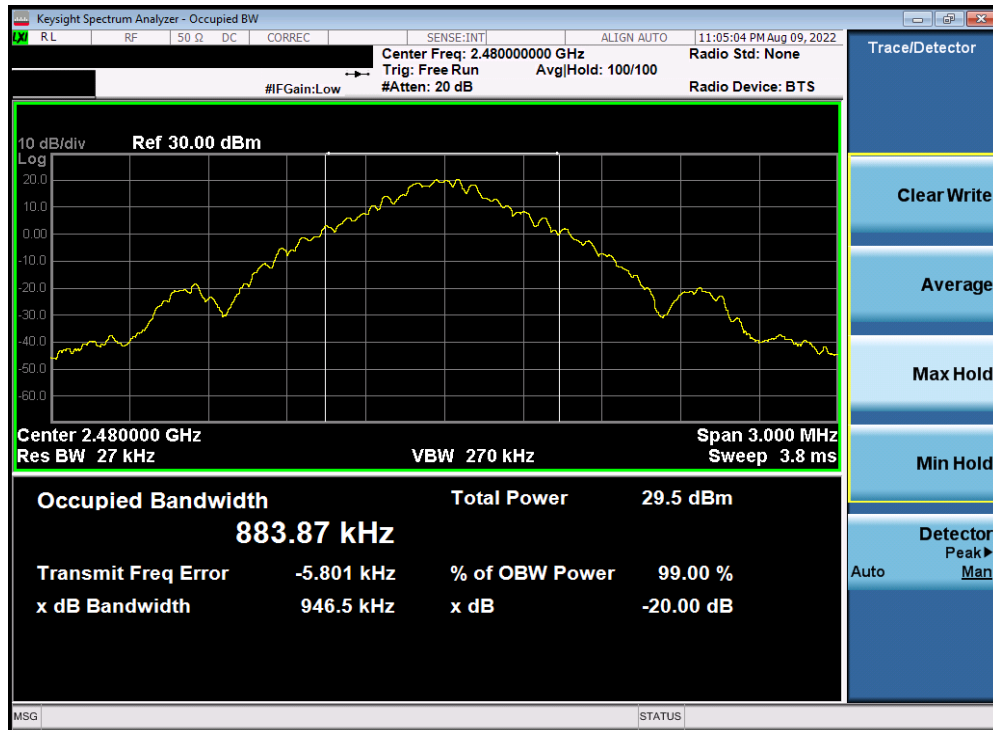 Keysight Spectrum Analyzer - Occupied BW
LXI RL RF 50 Ω DC CORREC SENSE:INT ALIGN AUTO 11:05:04 PM Aug 09, 2022
Center Freq: 2.480000000 GHz Radio Std: None
Trig: Free Run Avg|Hold: 100/100
#IFGain:Low #Atten: 20 dB Radio Device: BTS
Trace/Detector
10 dB/div Ref 30.00 dBm
Log
20.0
10.0
0.00
-10.0
-20.0
-30.0
-40.0
-50.0
-60.0
Center 2.480000 GHz Span 3.000 MHz
Res BW 27 kHz VBW 270 kHz Sweep 3.8 ms
Occupied Bandwidth Total Power 29.5 dBm
883.87 kHz
Transmit Freq Error -5.801 kHz % of OBW Power 99.00 %
x dB Bandwidth 946.5 kHz x dB -20.00 dB
Clear Write
Average
Max Hold
Min Hold
Detector
Peak▶
Auto Man
MSG STATUS